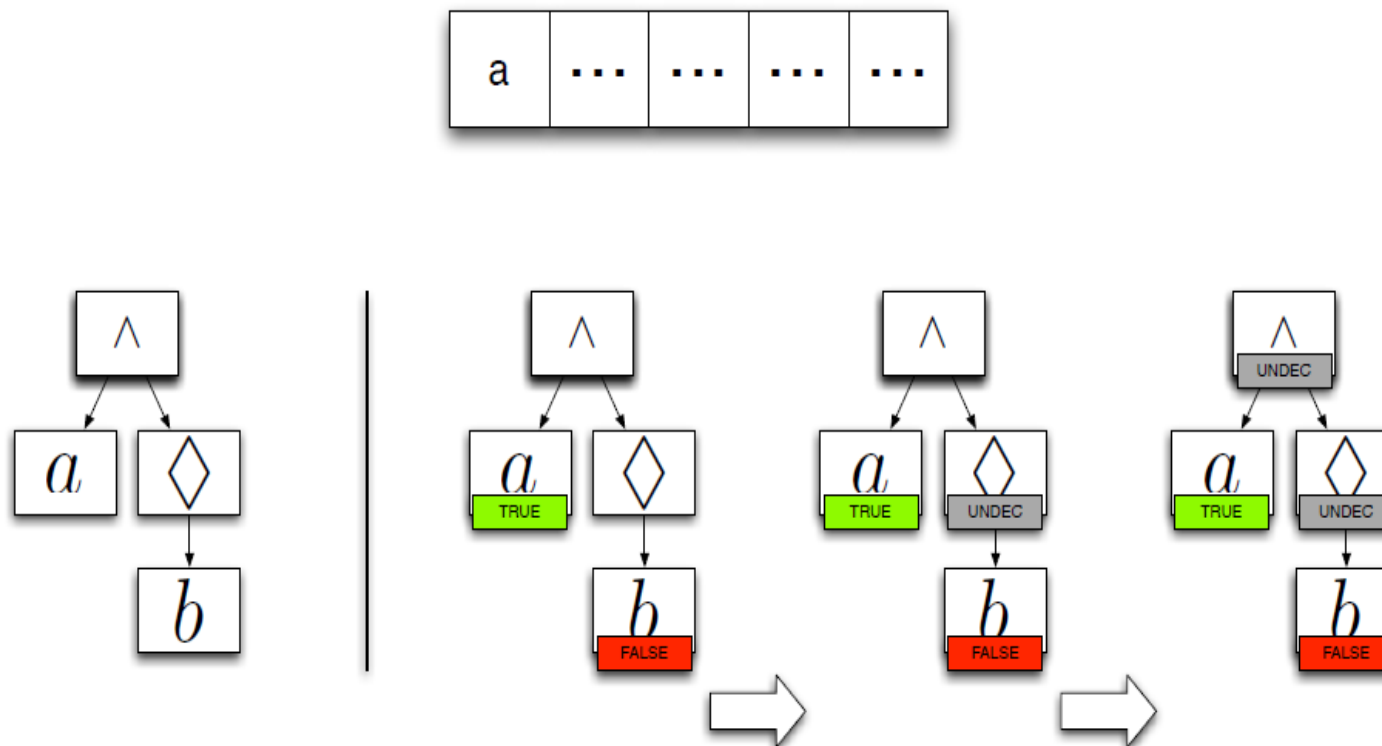 a ... ... ... ...
∧ ∧ ∧ ∧
UNDEC
a ◊ a ◊ a ◊ a ◊
TRUE TRUE UNDEC TRUE UNDEC
b b b b
FALSE FALSE FALSE